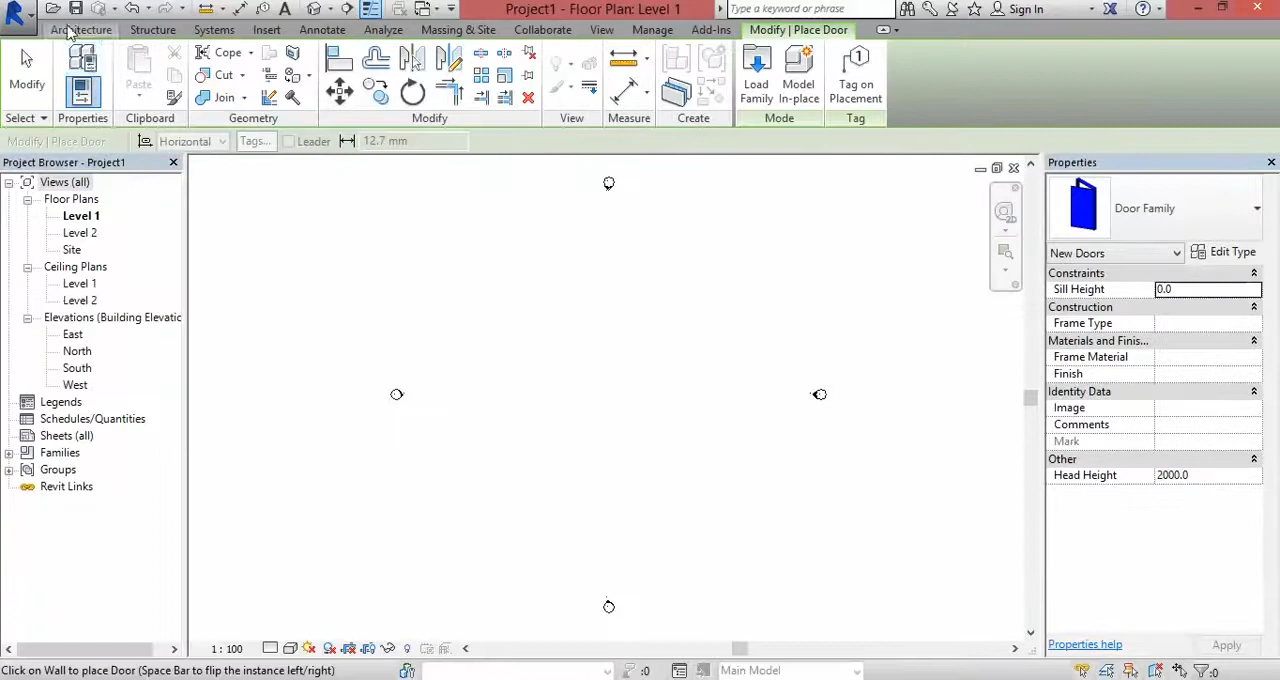 Project1 - Floor Plan: Level 1
Type a keyword or phrase
Sign In
Architecture Structure Systems Insert Annotate Analyze Massing & Site Collaborate View Manage Add-Ins Modify | Place Door
Modify
Paste
Cope
Cut
Join
Load Family
Model In-place
Tag on Placement
Select Properties Clipboard Geometry Modify View Measure Create Mode Tag
Modify | Place Door Horizontal Tags... Leader 12.7 mm
Project Browser - Project1
Views (all)
Floor Plans
Level 1
Level 2
Site
Ceiling Plans
Level 1
Level 2
Elevations (Building Elevatic
East
North
South
West
Legends
Schedules/Quantities
Sheets (all)
Families
Groups
Revit Links
2D
Properties
Door Family
New Doors Edit Type
Constraints
Sill Height 0.0
Construction
Frame Type
Materials and Finis...
Frame Material
Finish
Identity Data
Image
Comments
Mark
Other
Head Height 2000.0
Properties help Apply
1 : 100
Click on Wall to place Door (Space Bar to flip the instance left/right) :0 Main Model :0